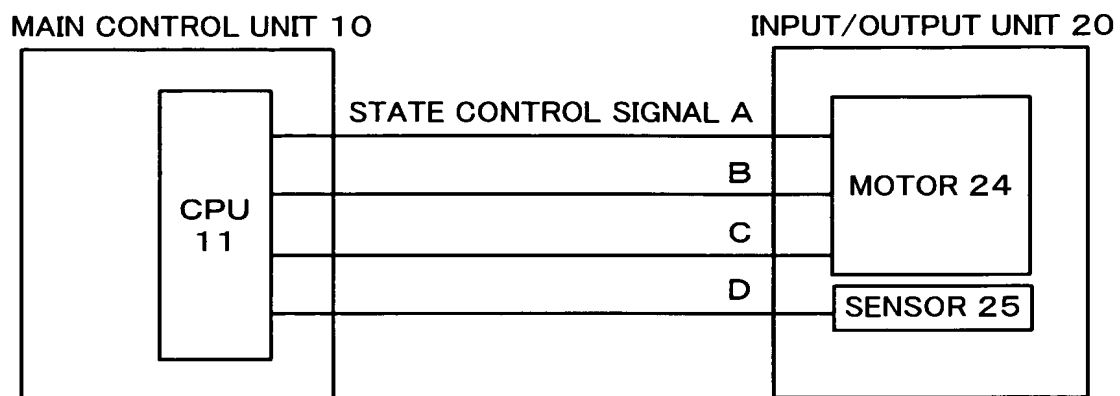 MAIN CONTROL UNIT 10
INPUT/OUTPUT UNIT 20
STATE CONTROL SIGNAL A
B
C
D
CPU
11
MOTOR 24
SENSOR 25